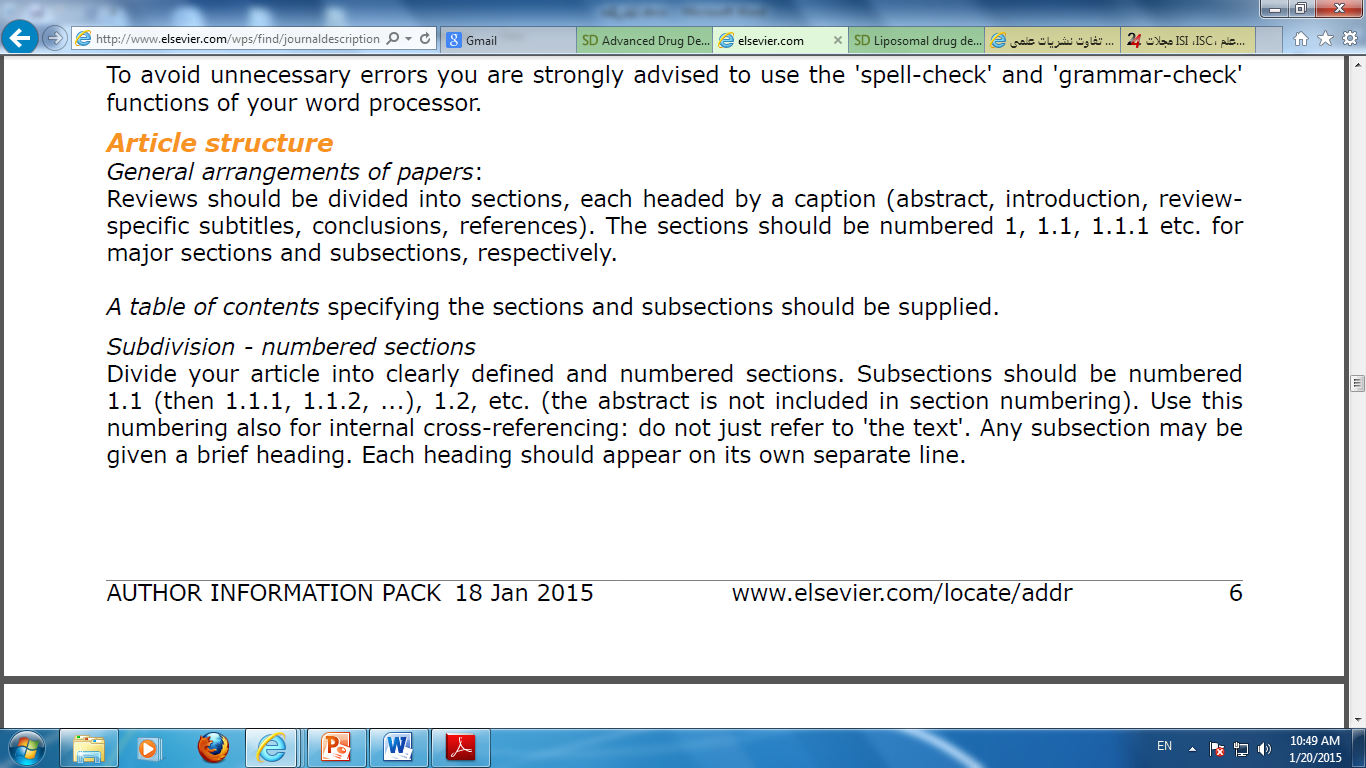 http://www.elsevier.com/wps/find/journaldescription
Gmail
SD Advanced Drug De...
elsevier.com
SD Liposomal drug de...
تفاوت نشریات علمی ...
24 مجلات ISI ،ISC، علم...
To avoid unnecessary errors you are strongly advised to use the 'spell-check' and 'grammar-check'
functions of your word processor.
Article structure
General arrangements of papers:
Reviews should be divided into sections, each headed by a caption (abstract, introduction, review-
specific subtitles, conclusions, references). The sections should be numbered 1, 1.1, 1.1.1 etc. for
major sections and subsections, respectively.
A table of contents specifying the sections and subsections should be supplied.
Subdivision - numbered sections
Divide your article into clearly defined and numbered sections. Subsections should be numbered
1.1 (then 1.1.1, 1.1.2, ...), 1.2, etc. (the abstract is not included in section numbering). Use this
numbering also for internal cross-referencing: do not just refer to 'the text'. Any subsection may be
given a brief heading. Each heading should appear on its own separate line.
AUTHOR INFORMATION PACK 18 Jan 2015 www.elsevier.com/locate/addr 6
EN
10:49 AM
1/20/2015